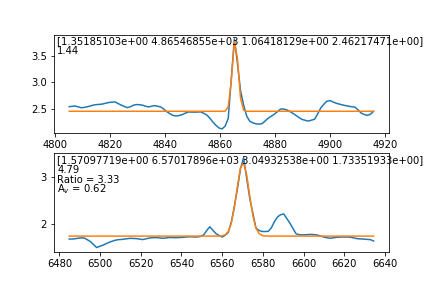 [1.35185103e+00 4.86546855e+03 1.06418129e+00 2.46217471e+00]
1.44
3.5
3.0
2.5
4800 4820 4840 4860 4880 4900 4920
[1.57097719e+00 6.57017896e+03 3.04932538e+00 1.73351933e+00]
4.79
Ratio = 3.33
Av = 0.62
3
2
6480 6500 6520 6540 6560 6580 6600 6620 6640